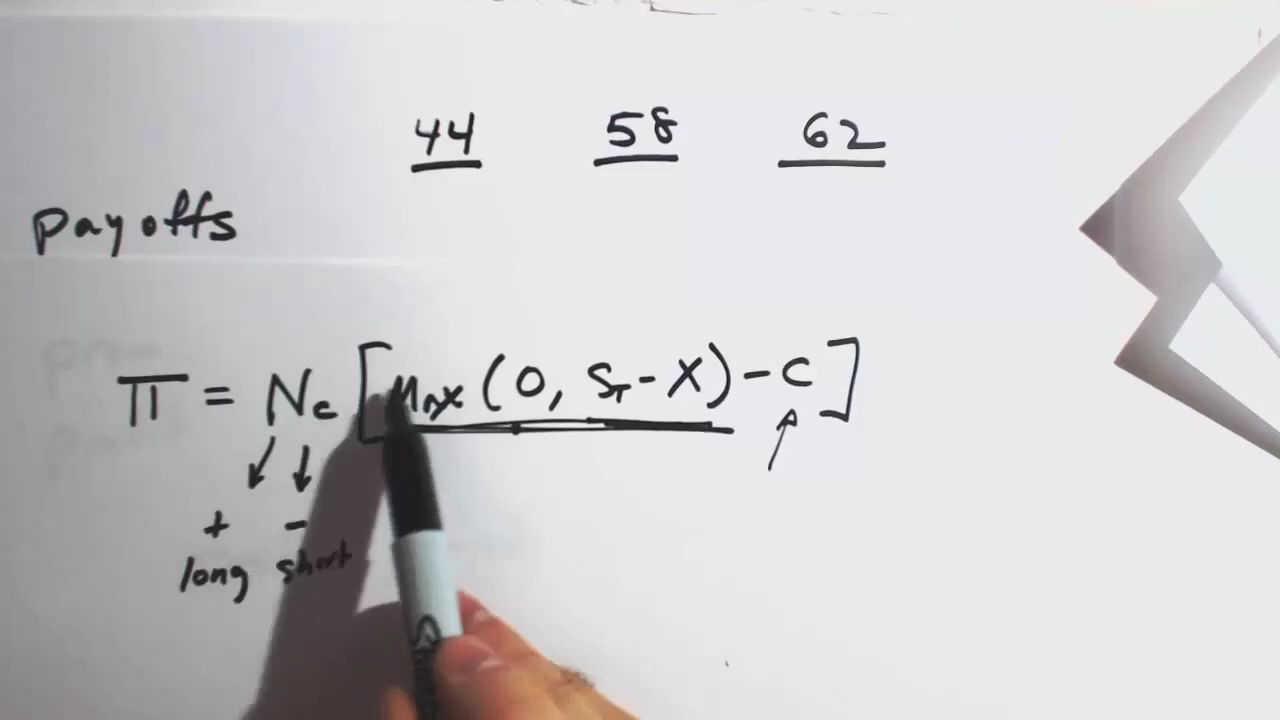 44 58 62
payoffs
Π = Nc [Max (0, ST - X) - C]
+ -
long short